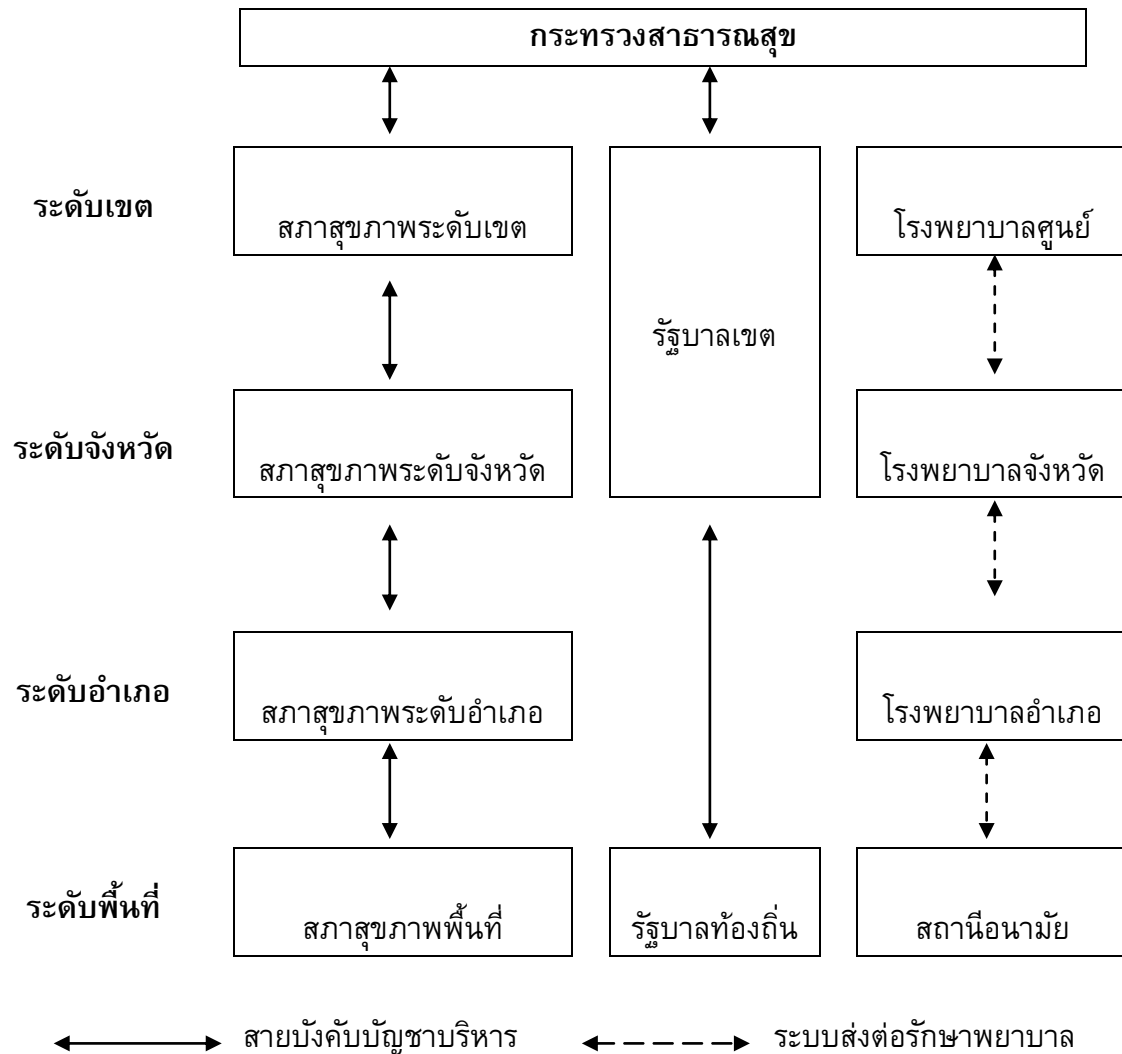 กระทรวงสาธารณสุข
ระดับเขต
สภาสุขภาพระดับเขต
รัฐบาลเขต
โรงพยาบาลศูนย์
ระดับจังหวัด
สภาสุขภาพระดับจังหวัด
โรงพยาบาลจังหวัด
ระดับอำเภอ
สภาสุขภาพระดับอำเภอ
โรงพยาบาลอำเภอ
ระดับพื้นที่
สภาสุขภาพพื้นที่
รัฐบาลท้องถิ่น
สถานีอนามัย
สายบังคับบัญชาบริหาร
ระบบส่งต่อรักษาพยาบาล